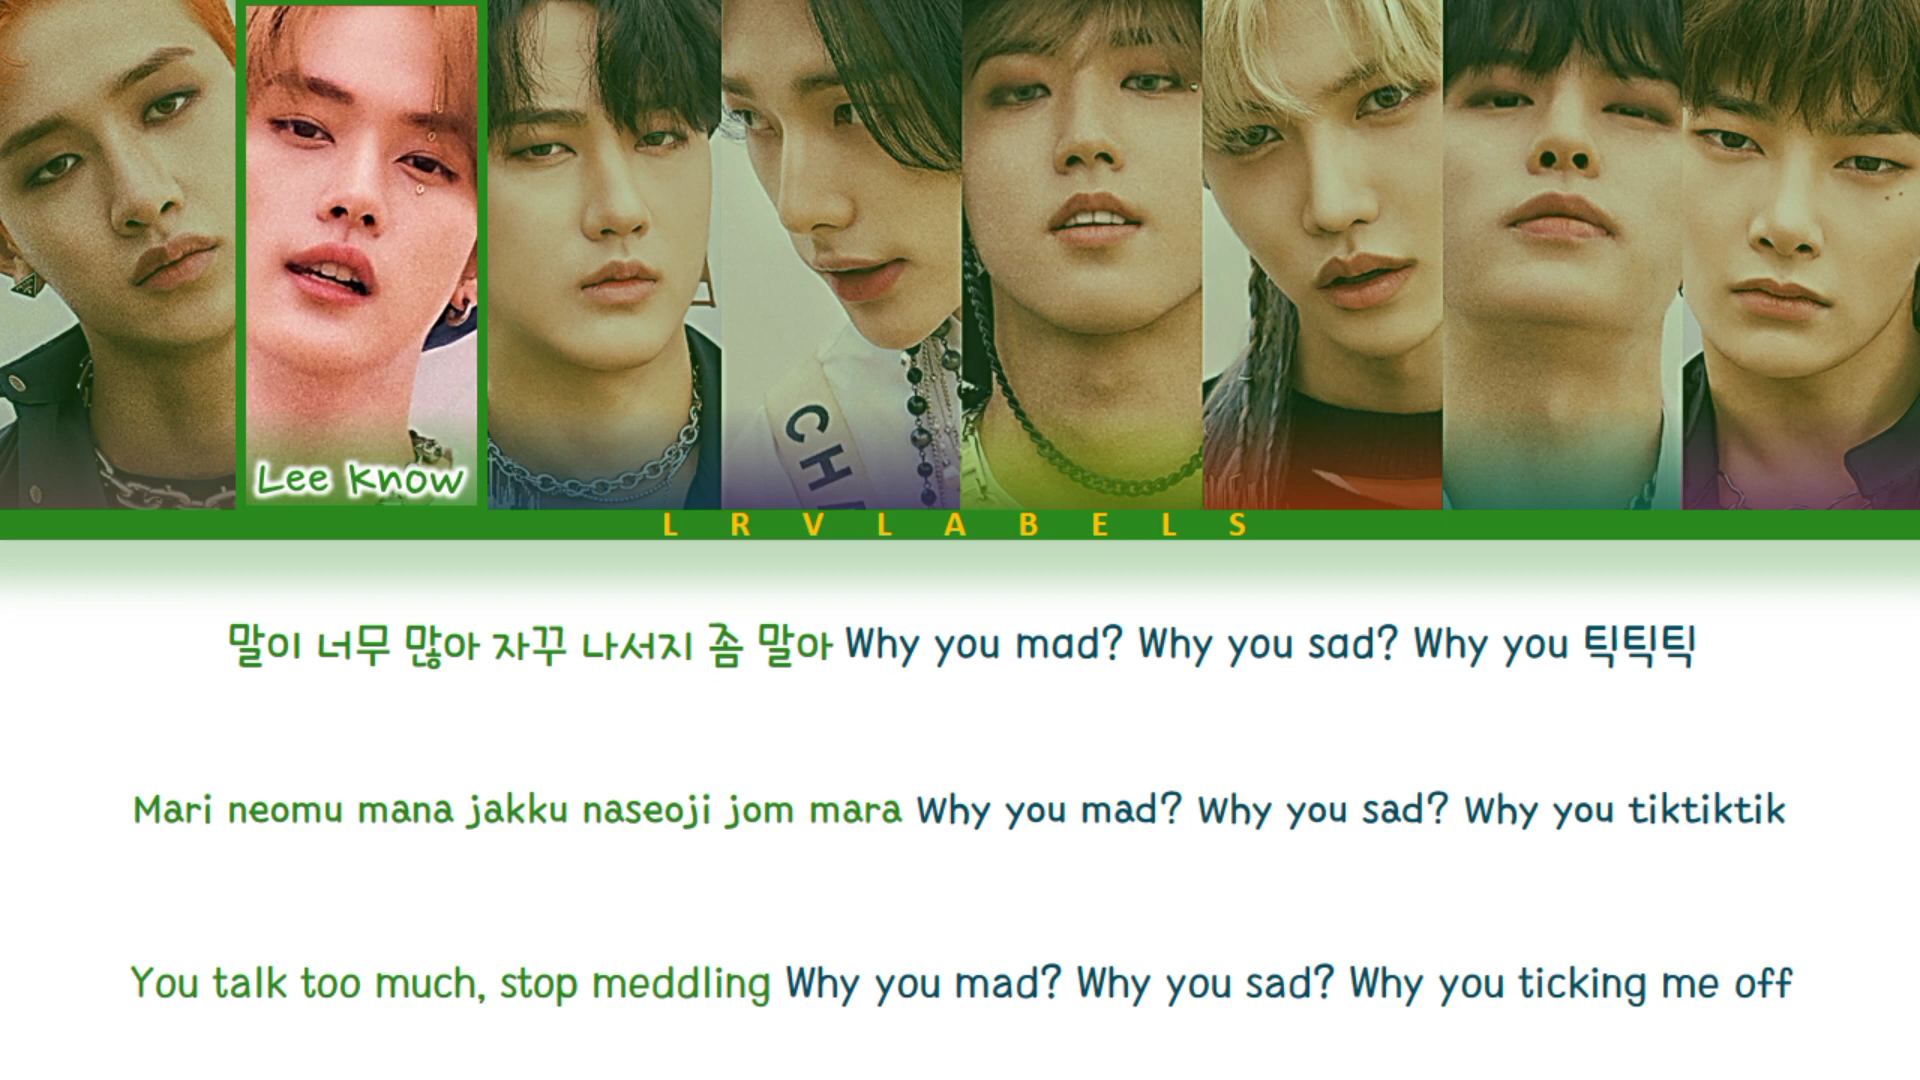 CHA
Lee Know
LRVLABELS
말이 너무 많아 자꾸 나서지 좀 말아 Why you mad? Why you sad? Why you 틱틱틱
Mari neomu mana jakku naseoji jom mara Why you mad? Why you sad? Why you tiktiktik
You talk too much, stop meddling Why you mad? Why you sad? Why you ticking me off